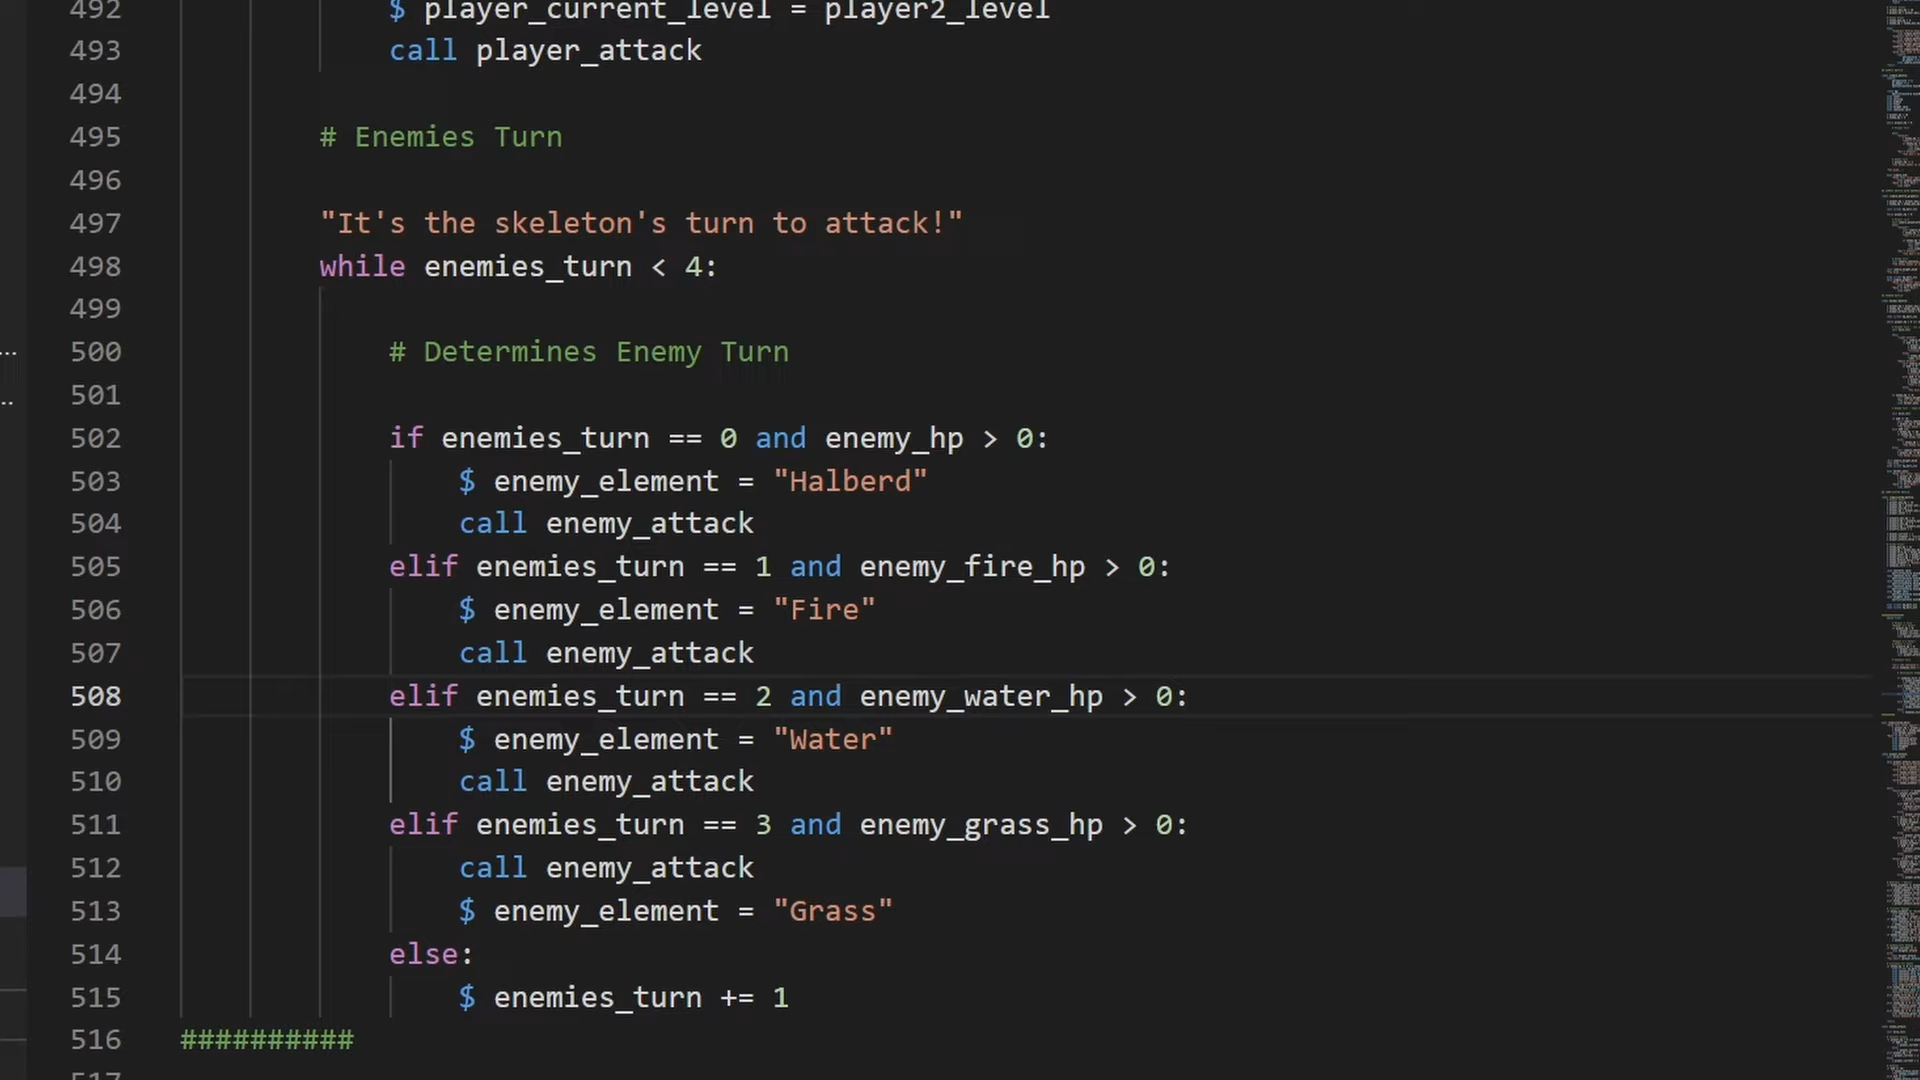 492 $ player_current_level = player2_level
493 call player_attack
494
495 # Enemies Turn
496
497 "It's the skeleton's turn to attack!"
498 while enemies_turn < 4:
499
500 # Determines Enemy Turn
501
502 if enemies_turn == 0 and enemy_hp > 0:
503 $ enemy_element = "Halberd"
504 call enemy_attack
505 elif enemies_turn == 1 and enemy_fire_hp > 0:
506 $ enemy_element = "Fire"
507 call enemy_attack
508 elif enemies_turn == 2 and enemy_water_hp > 0:
509 $ enemy_element = "Water"
510 call enemy_attack
511 elif enemies_turn == 3 and enemy_grass_hp > 0:
512 call enemy_attack
513 $ enemy_element = "Grass"
514 else:
515 $ enemies_turn += 1
516 ##########
517